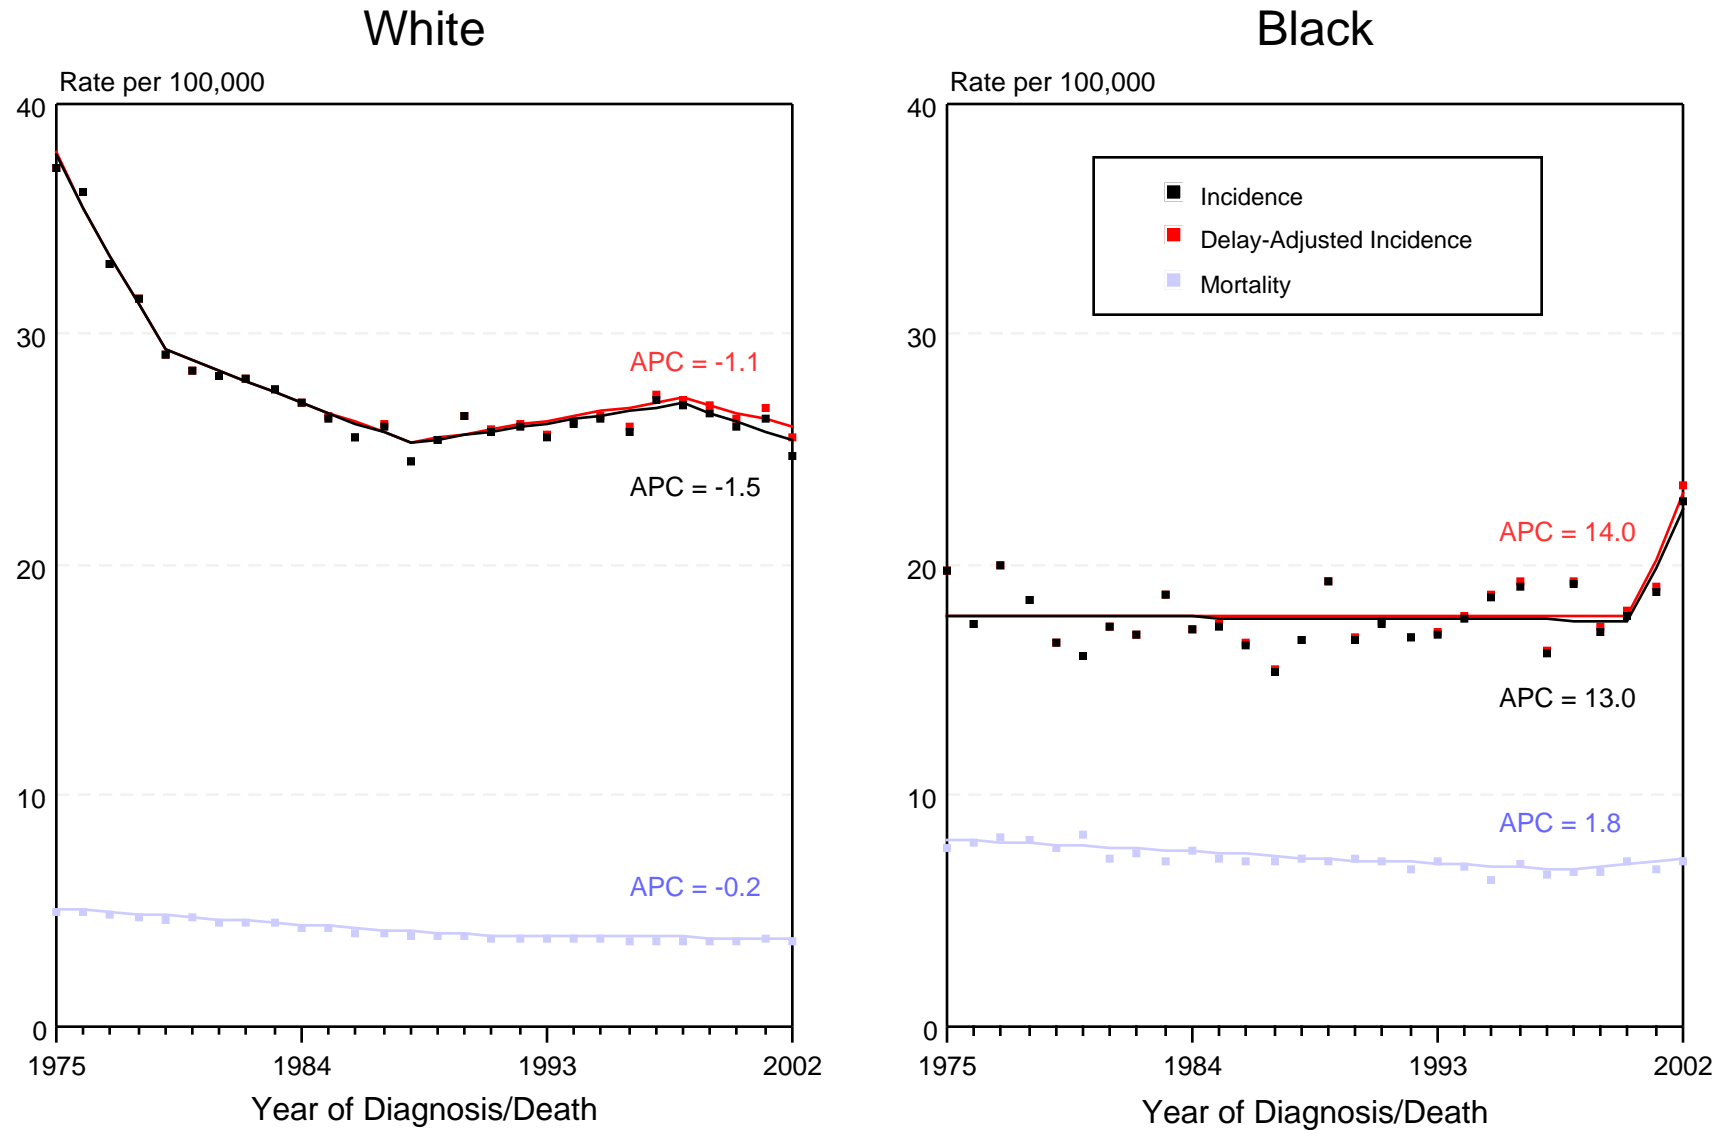 White
Rate per 100,000
40
30
20
10
0
APC = -1.1
APC = -1.5
APC = -0.2
1975 1984 1993 2002
Year of Diagnosis/Death
Black
Rate per 100,000
40
30
20
10
0
Incidence
Delay-Adjusted Incidence
Mortality
APC = 14.0
APC = 13.0
APC = 1.8
1975 1984 1993 2002
Year of Diagnosis/Death